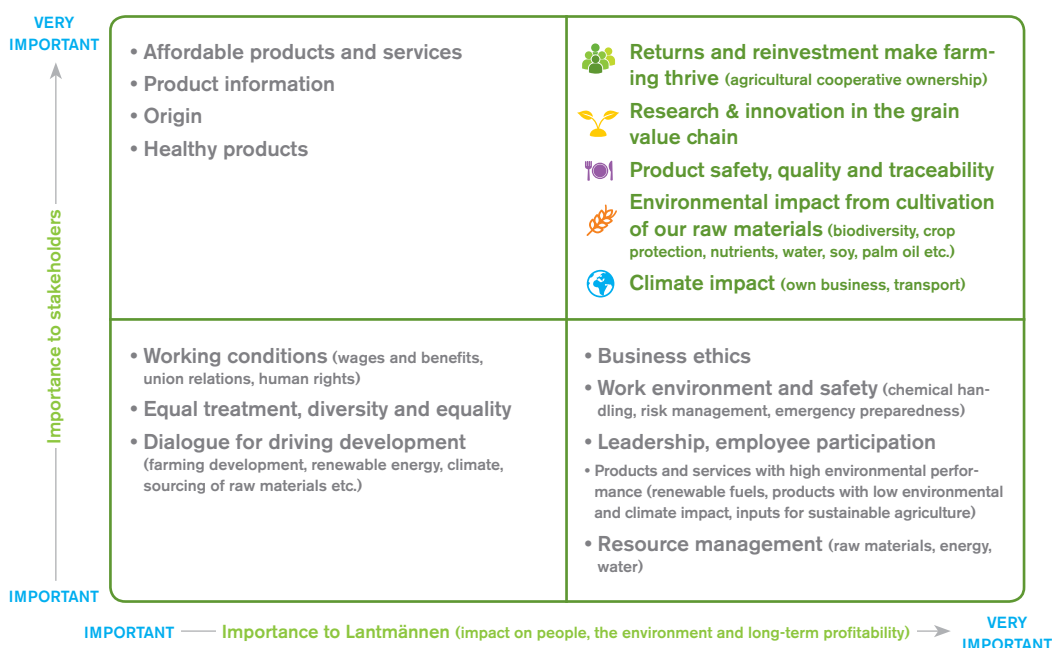 VERY
IMPORTANT
Importance to stakeholders
IMPORTANT
• Affordable products and services
• Product information
• Origin
• Healthy products
Returns and reinvestment make farm-
ing thrive (agricultural cooperative ownership)
Research & innovation in the grain
value chain
Product safety, quality and traceability
Environmental impact from cultivation
of our raw materials (biodiversity, crop
protection, nutrients, water, soy, palm oil etc.)
Climate impact (own business, transport)
• Working conditions (wages and benefits,
union relations, human rights)
• Equal treatment, diversity and equality
• Dialogue for driving development
(farming development, renewable energy, climate,
sourcing of raw materials etc.)
• Business ethics
• Work environment and safety (chemical han-
dling, risk management, emergency preparedness)
• Leadership, employee participation
• Products and services with high environmental perfor-
mance (renewable fuels, products with low environmental
and climate impact, inputs for sustainable agriculture)
• Resource management (raw materials, energy,
water)
IMPORTANT
Importance to Lantmännen (impact on people, the environment and long-term profitability)
VERY
IMPORTANT